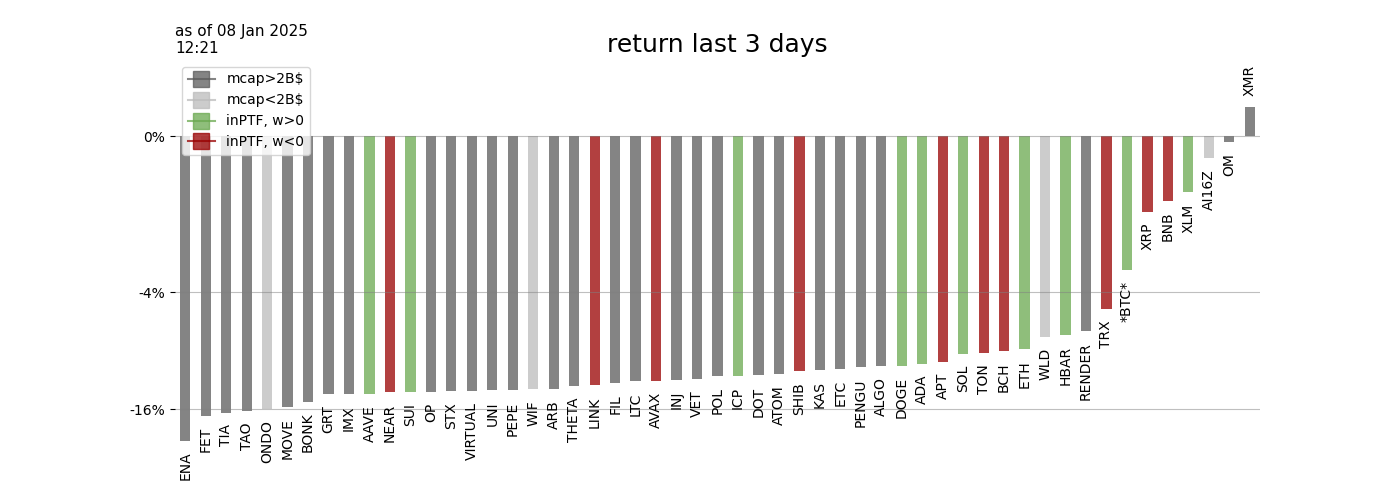 as of 08 Jan 2025
12:21
return last 3 days
mcap>2B$
mcap<2B$
inPTF, w>0
inPTF, w<0
0%
-4%
-16%
ENA
FET
TIA
TAO
ONDO
MOVE
BONK
GRT
IMX
AAVE
NEAR
SUI
OP
STX
VIRTUAL
UNI
PEPE
WIF
ARB
THETA
LINK
FIL
LTC
AVAX
INJ
VET
POL
ICP
DOT
ATOM
SHIB
KAS
ETC
PENGU
ALGO
DOGE
ADA
APT
SOL
TON
BCH
ETH
WLD
HBAR
RENDER
TRX
*BTC*
XRP
BNB
XLM
AI16Z
OM
XMR